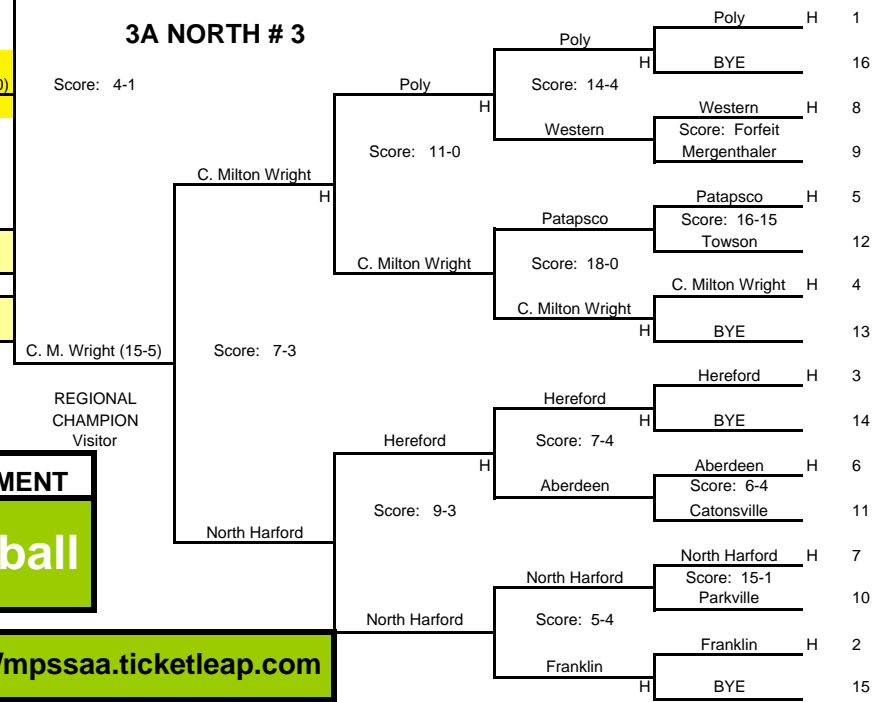 3A NORTH # 3
Poly H 1
Poly
H BYE 16
0) Score: 4-1
Poly
Score: 14-4
H
Western H 8
Western
Score: Forfeit
Mergenthaler 9
Score: 11-0
C. Milton Wright
H
Patapsco H 5
Patapsco
Score: 16-15
Towson 12
C. Milton Wright
Score: 18-0
C. Milton Wright H 4
C. Milton Wright
H BYE 13
C. M. Wright (15-5)
Score: 7-3
REGIONAL
CHAMPION
Visitor
Hereford H 3
Hereford
H BYE 14
Hereford
Score: 7-4
H
Aberdeen H 6
Aberdeen
Score: 6-4
Catonsville 11
Score: 9-3
North Harford
North Harford H 7
North Harford
Score: 15-1
Parkville 10
North Harford
Score: 5-4
Franklin H 2
Franklin
H BYE 15
MENT
ball
/mpssaa.ticketleap.com